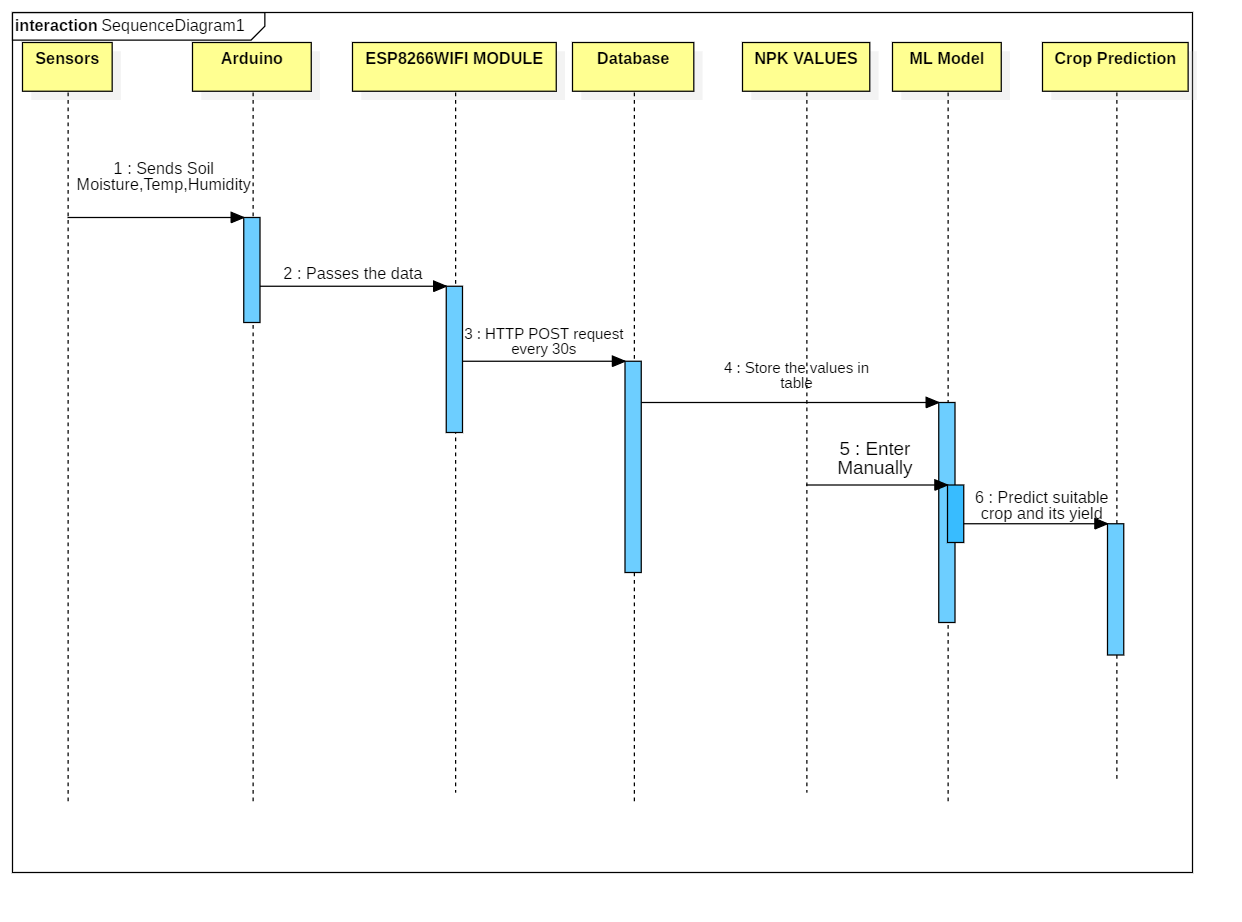 interaction SequenceDiagram1
Sensors
Arduino
ESP8266WIFI MODULE
Database
NPK VALUES
ML Model
Crop Prediction
1 : Sends Soil
Moisture,Temp,Humidity
2 : Passes the data
3 : HTTP POST request
every 30s
4 : Store the values in
table
5 : Enter
Manually
6 : Predict suitable
crop and its yield